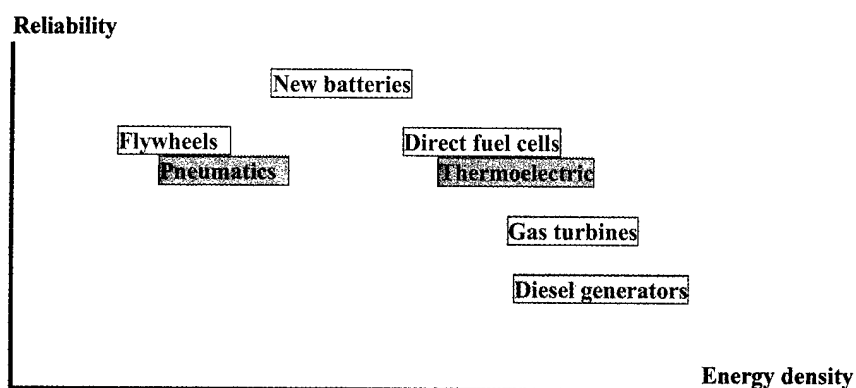 Reliability
New batteries
Flywheels
Direct fuel cells
Pneumatics
Thermoelectric
Gas turbines
Diesel generators
Energy density